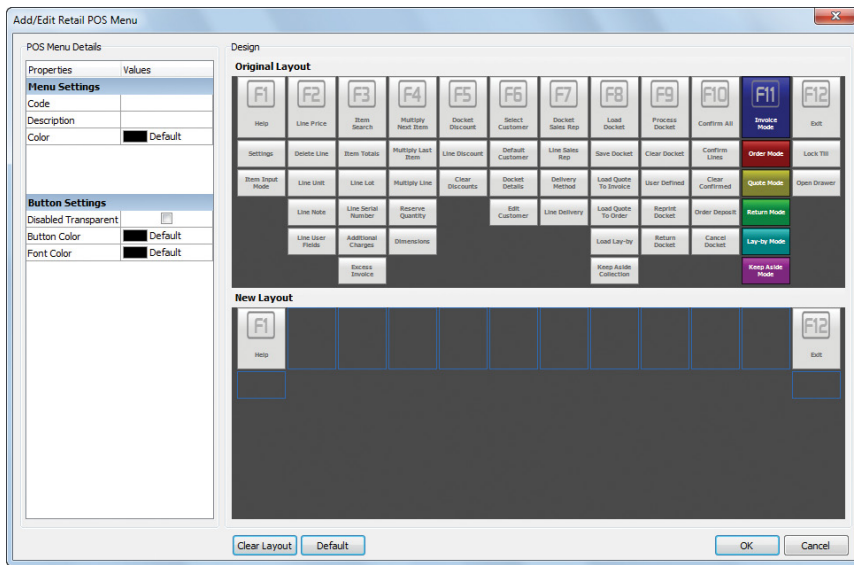 Add/Edit Retail POS Menu
POS Menu Details
Properties Values
Menu Settings
Code
Description
Color Default
Button Settings
Disabled Transparent
Button Color Default
Font Color Default
Design
Original Layout
F1 F2 F3 F4 F5 F6 F7 F8 F9 F10 F11 F12
Help
Line Price
Item
Search
Multiply
Next Item
Docket
Discount
Select
Customer
Docket
Sales Rep
Load
Docket
Process
Docket
Confirm All
Invoice
Mode
Exit
Settings
Delete Line
Item Totals
Multiply Last
Item
Line Discount
Default
Customer
Line Sales
Rep
Save Docket
Clear Docket
Confirm
Lines
Order Mode
Lock Till
Item Input
Mode
Line Unit
Line Lot
Multiply Line
Clear
Discounts
Docket
Details
Delivery
Method
Load Quote
To Invoice
User Defined
Clear
Confirmed
Quote Mode
Open Drawer
Line Note
Line Serial
Number
Reserve
Quantity
Edit
Customer
Line Delivery
Load Quote
To Order
Reprint
Docket
Order Deposit
Return Mode
Line User
Fields
Additional
Charges
Dimensions
Load Lay-by
Return
Docket
Cancel
Docket
Lay-by Mode
Excess
Invoice
Keep Aside
Collection
Keep Aside
Mode
New Layout
F1 F12
Help
Exit
Clear Layout Default OK Cancel